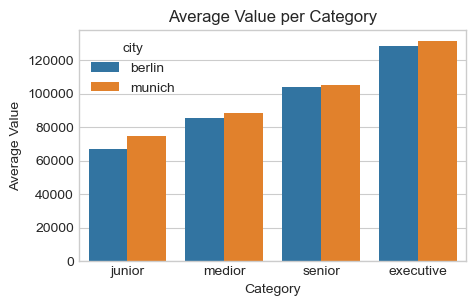 Average Value per Category
city
berlin
munich
120000
100000
80000
60000
40000
20000
0
Average Value
junior medior senior executive
Category